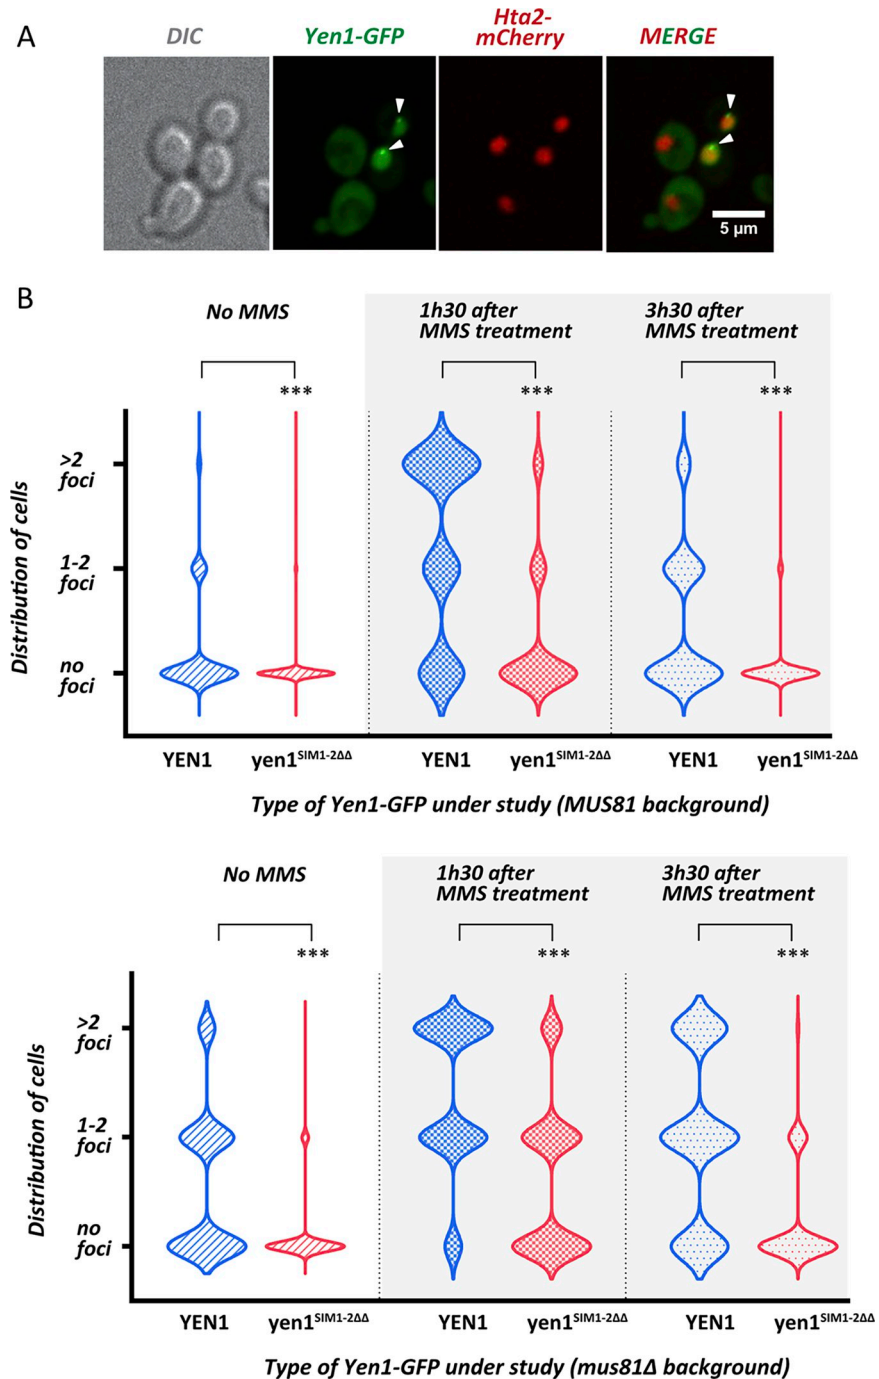 A
DIC
Yen1-GFP
Hta2-
mCherry
MERGE
5 µm
B
No MMS
1h30 after
MMS treatment
3h30 after
MMS treatment
***
***
***
Distribution of cells
>2
foci
1-2
foci
no
foci
YEN1
yen1SIM1-2ΔΔ
YEN1
yen1SIM1-2ΔΔ
YEN1
yen1SIM1-2ΔΔ
Type of Yen1-GFP under study (MUS81 background)
No MMS
1h30 after
MMS treatment
3h30 after
MMS treatment
***
***
***
Distribution of cells
>2
foci
1-2
foci
no
foci
YEN1
yen1SIM1-2ΔΔ
YEN1
yen1SIM1-2ΔΔ
YEN1
yen1SIM1-2ΔΔ
Type of Yen1-GFP under study (mus81Δ background)